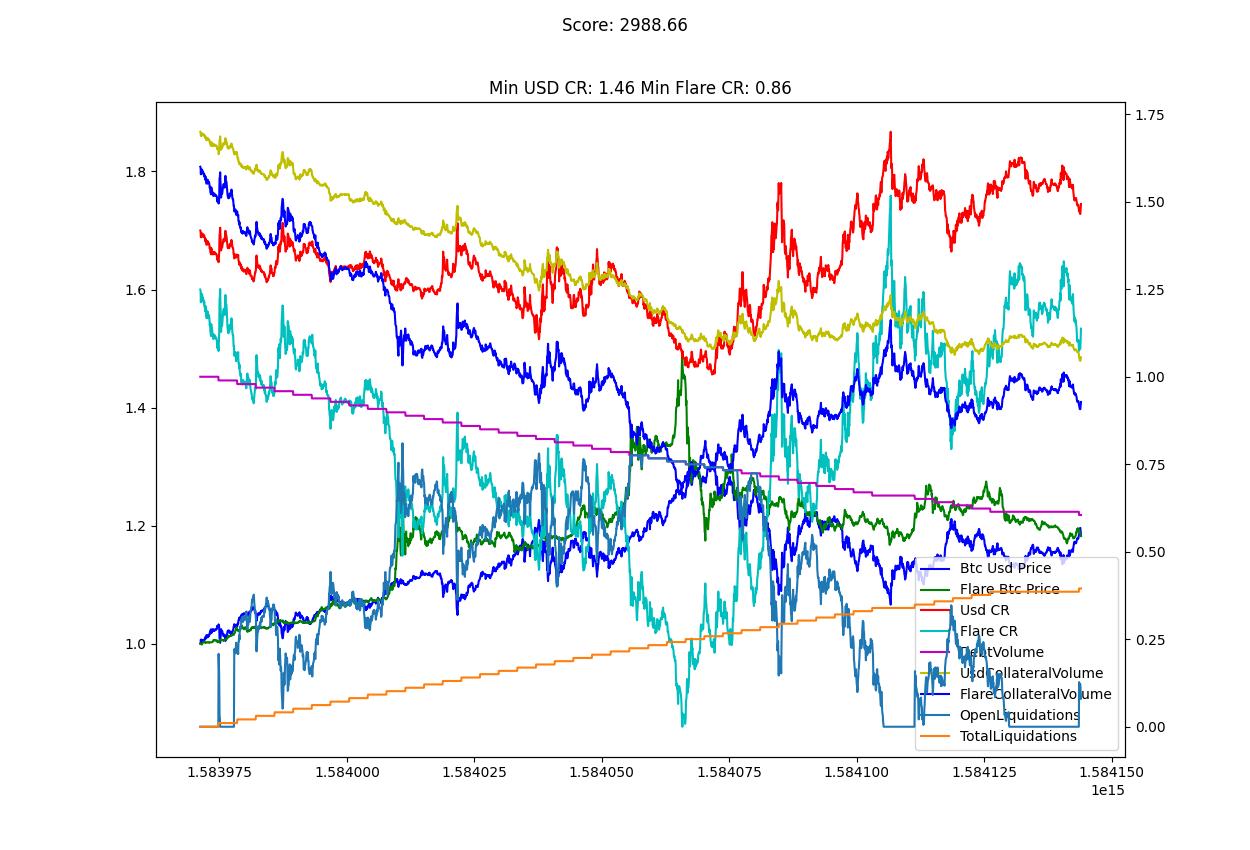 Score: 2988.66
Min USD CR: 1.46 Min Flare CR: 0.86
1.8
1.6
1.4
1.2
1.0
1.75
1.50
1.25
1.00
0.75
0.50
0.25
0.00
Btc Usd Price
Flare Btc Price
Usd CR
Flare CR
DebtVolume
UsdCollateralVolume
FlareCollateralVolume
OpenLiquidations
TotalLiquidations
1.583975 1.584000 1.584025 1.584050 1.584075 1.584100 1.584125 1.584150
1e15